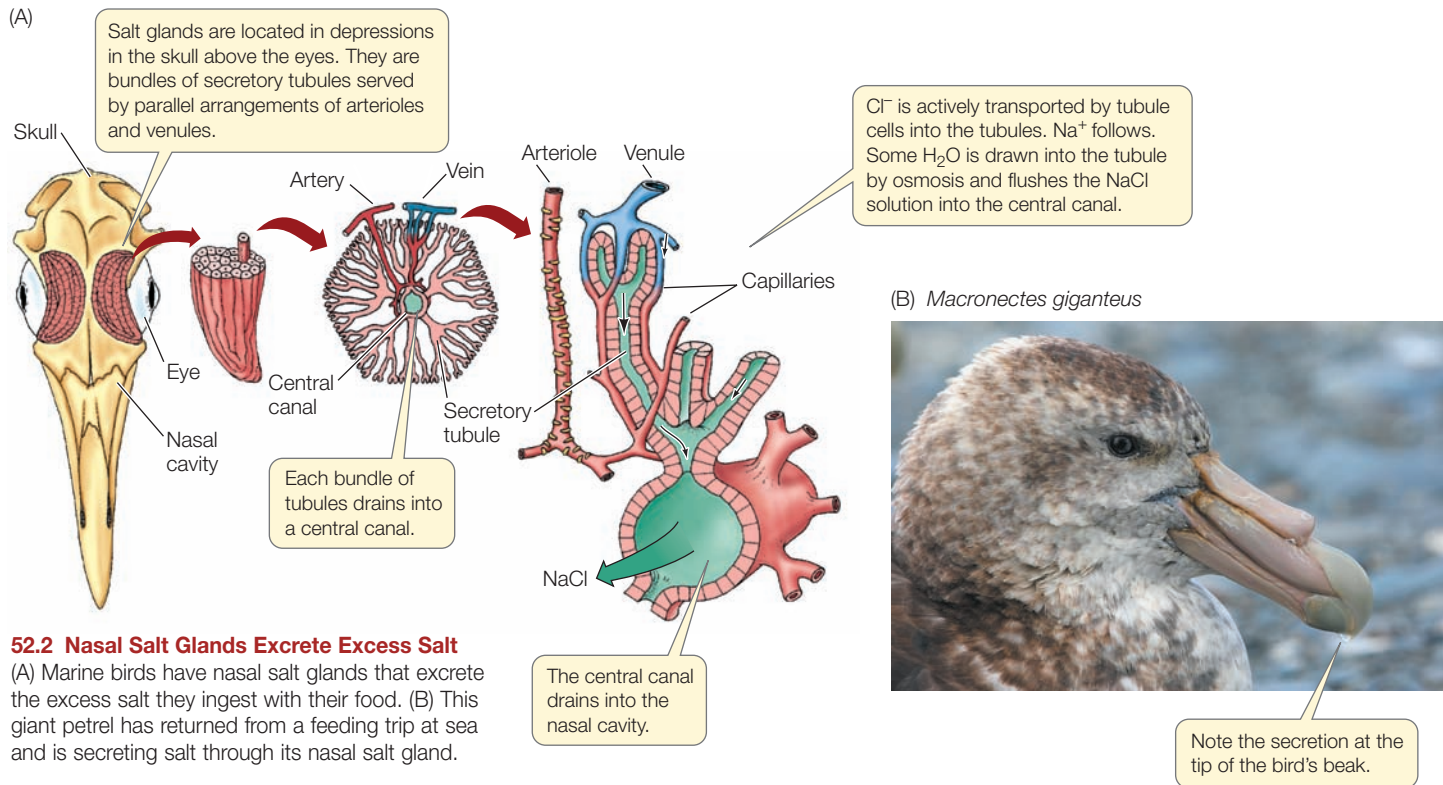 (A)
Salt glands are located in depressions
in the skull above the eyes. They are
bundles of secretory tubules served
by parallel arrangements of arterioles
and venules.
Skull
Artery
Vein
Arteriole
Venule
Cl⁻ is actively transported by tubule
cells into the tubules. Na⁺ follows.
Some H₂O is drawn into the tubule
by osmosis and flushes the NaCl
solution into the central canal.
Capillaries
Eye
Central
canal
Secretory
tubule
Nasal
cavity
Each bundle of
tubules drains into
a central canal.
NaCl
The central canal
drains into the
nasal cavity.
(B) Macronectes giganteus
Note the secretion at the
tip of the bird's beak.
52.2 Nasal Salt Glands Excrete Excess Salt
(A) Marine birds have nasal salt glands that excrete
the excess salt they ingest with their food. (B) This
giant petrel has returned from a feeding trip at sea
and is secreting salt through its nasal salt gland.